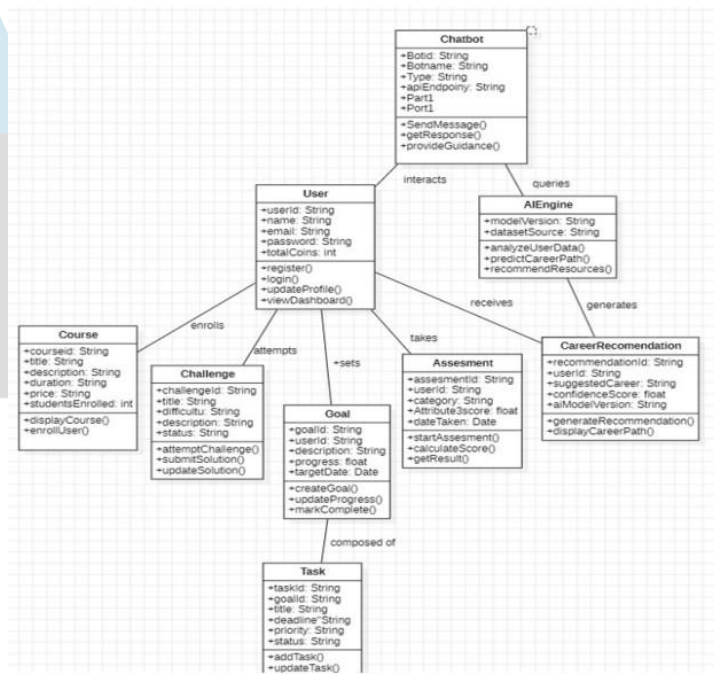 Chatbot
+Botid: String
+Botname: String
+Type: String
+apiEndpoiny: String
+Part1
+Port1
+SendMessage()
+getResponse()
+provideGuidance()
interacts
queries
User
+userId: String
+name: String
+email: String
+password: String
+totalCoins: int
+register()
+login()
+updateProfile()
+viewDashboard()
AIEngine
+modelVersion: String
+datasetSource: String
+analyzeUserData()
+predictCareerPath()
+recommendResources()
enrolls
attempts
+sets
takes
receives
generates
Course
+courseid: String
+title: String
+description: String
+duration: String
+price: String
+studentsEnrolled: int
+displayCourse()
+enrollUser()
Challenge
+challengeId: String
+title: String
+difficultu: String
+description: String
+status: String
+attemptChallenge()
+submitSolution()
+updateSolution()
Goal
+goalId: String
+userId: String
+description: String
+progress: float
+targetDate: Date
+createGoal()
+updateProgress()
+markComplete()
Assesment
+assesmentId: String
+userId: String
+category: String
+Attribute3score: float
+dateTaken: Date
+startAssesment()
+calculateScore()
+getResult()
CareerRecomendation
+recommendationId: String
+userId: String
+suggestedCareer: String
+confidenceScore: float
+aiModelVersion: String
+generateRecommendation()
+displayCareerPath()
composed of
Task
+taskId: String
+goalId: String
+title: String
+deadline"String
+priority: String
+status: String
+addTask()
+updateTask()